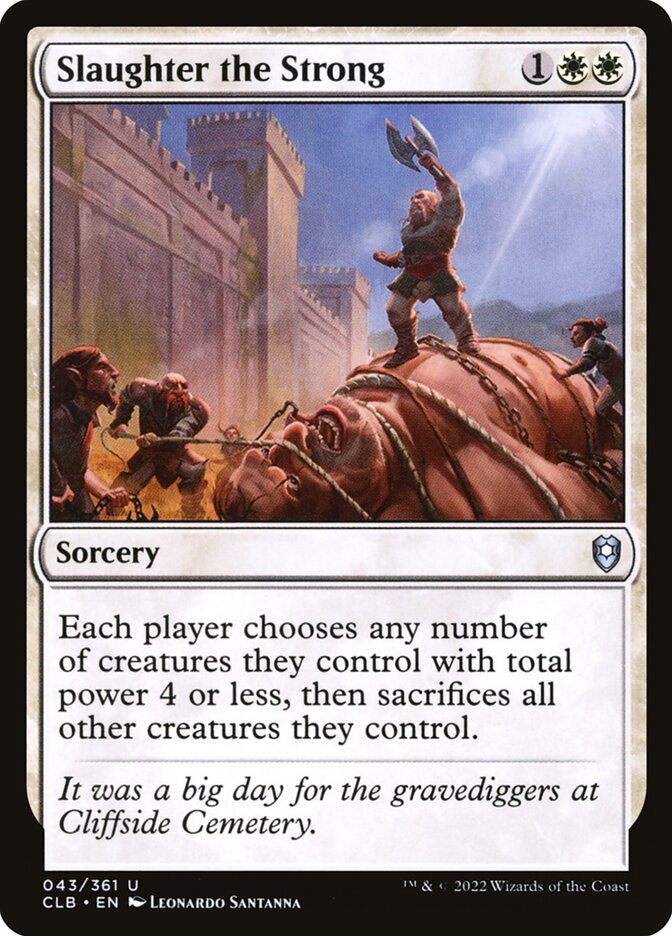 Slaughter the Strong 1
Sorcery
Each player chooses any number
of creatures they control with total
power 4 or less, then sacrifices all
other creatures they control.
It was a big day for the gravediggers at
Cliffside Cemetery.
043/361 U
™ & © 2022 Wizards of the Coast
CLB • EN Leonardo Santanna